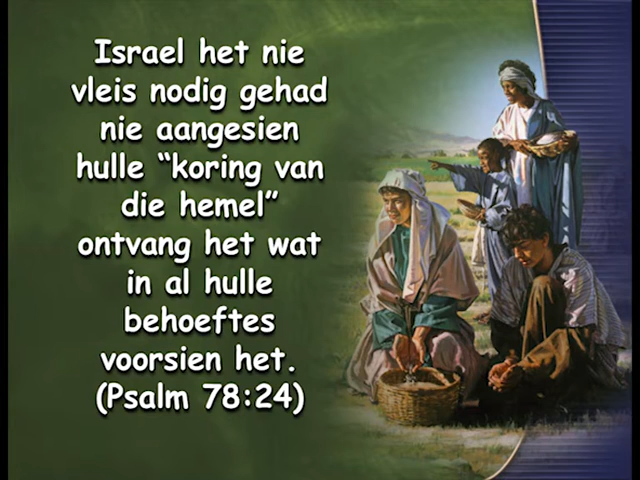 Israel het nie
vleis nodig gehad
nie aangesien
hulle “koring van
die hemel”
ontvang het wat
in al hulle
behoeftes
voorsien het.
(Psalm 78:24)